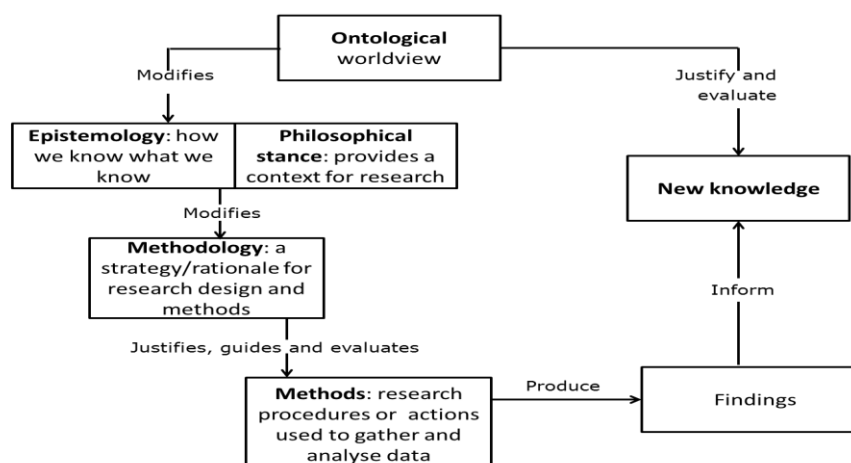 Ontological
worldview
Modifies
Justify and
evaluate
Epistemology: how
we know what we
know
Philosophical
stance: provides a
context for research
New knowledge
Modifies
Methodology: a
strategy/rationale for
research design and
methods
Inform
Justifies, guides and evaluates
Methods: research
procedures or actions
used to gather and
analyse data
Produce
Findings